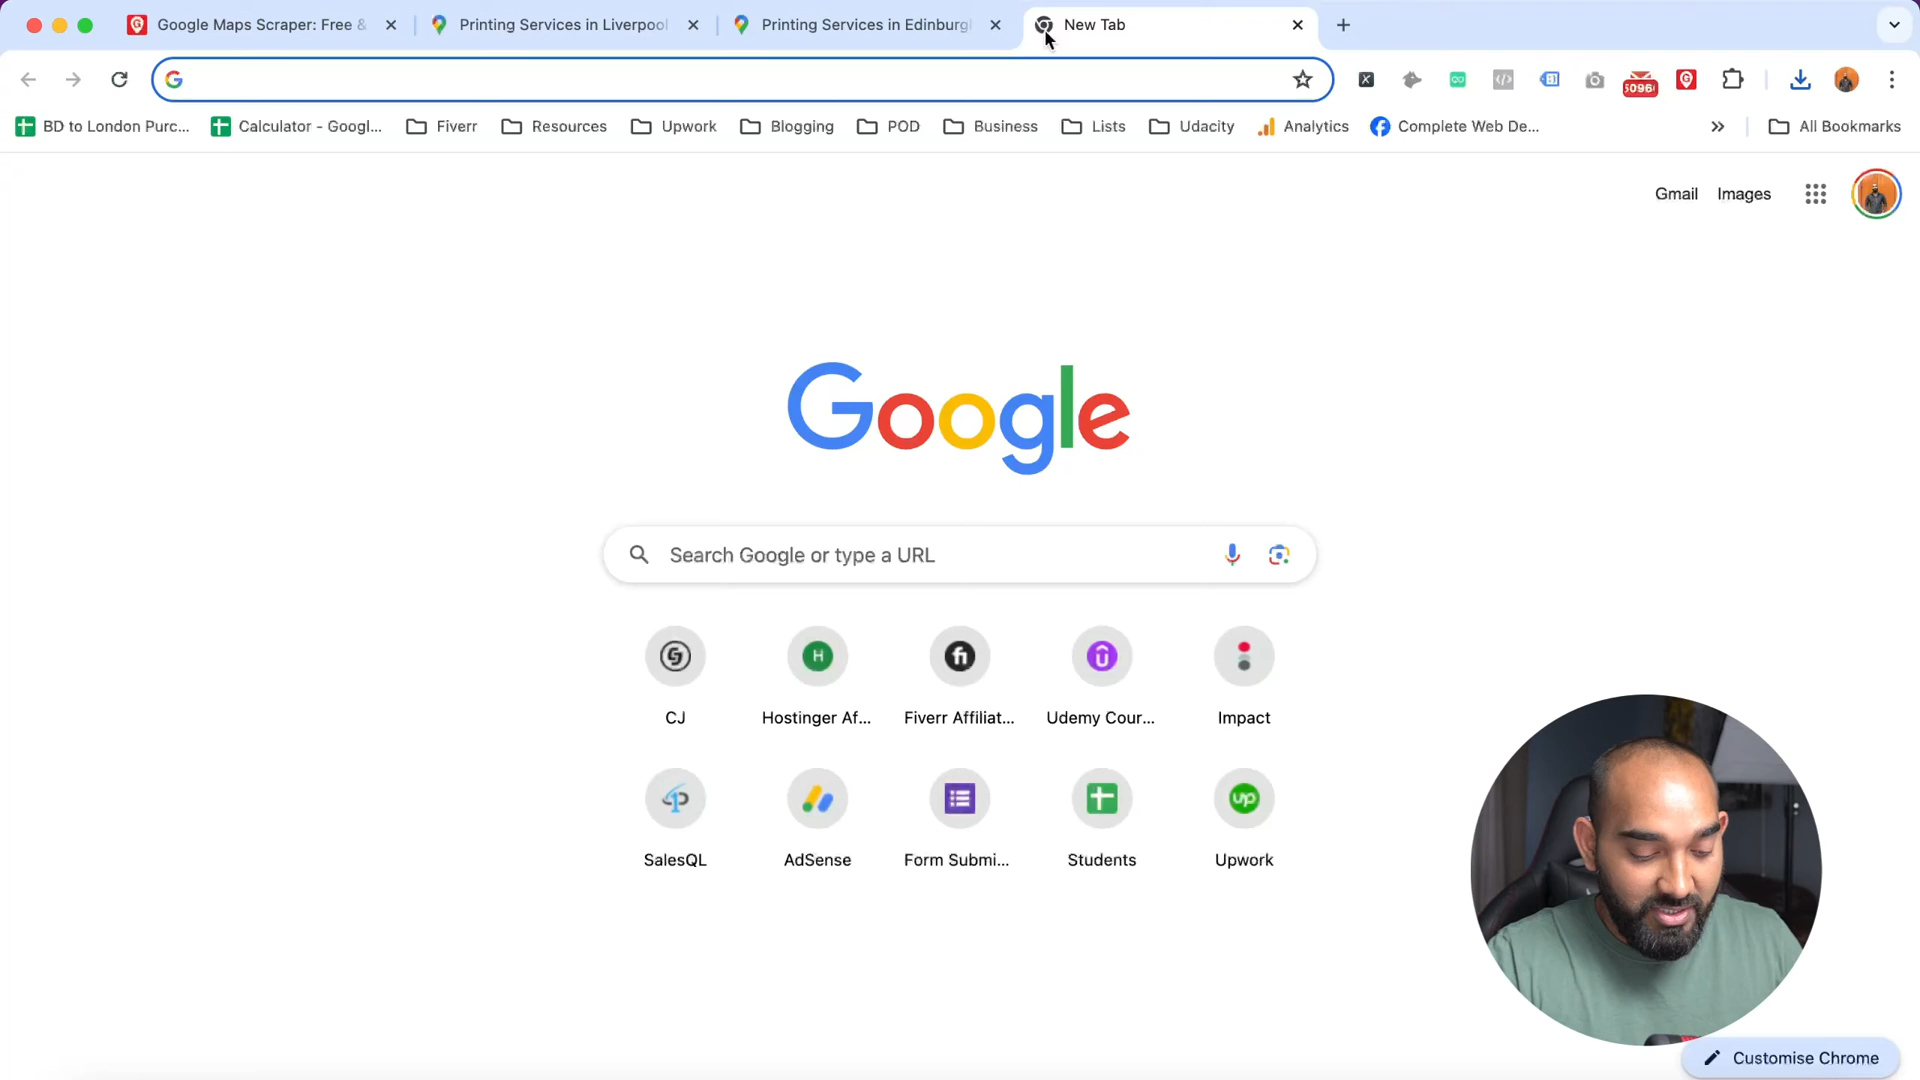 Google Maps Scraper: Free &
Printing Services in Liverpool
Printing Services in Edinburgh
New Tab
5096
BD to London Purc...
Calculator - Googl...
Fiverr
Resources
Upwork
Blogging
POD
Business
Lists
Udacity
Analytics
Complete Web De...
All Bookmarks
Gmail
Images
Google
Search Google or type a URL
CJ
Hostinger Af...
Fiverr Affiliat...
Udemy Cour...
Impact
SalesQL
AdSense
Form Submi...
Students
Upwork
Customise Chrome